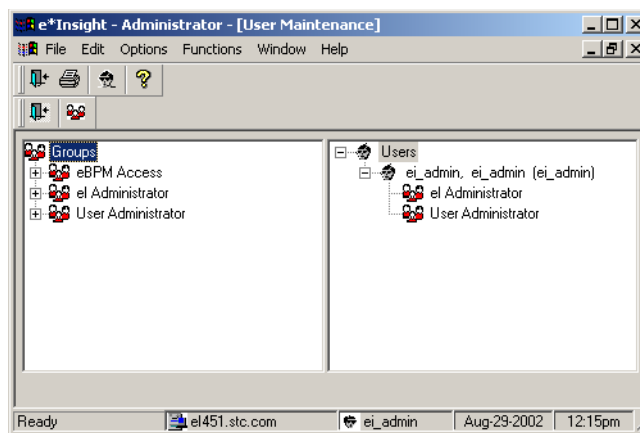 e*Insight - Administrator - [User Maintenance]
File Edit Options Functions Window Help
Groups
eBPM Access
eI Administrator
User Administrator
Users
ei_admin, ei_admin (ei_admin)
eI Administrator
User Administrator
Ready eI451.stc.com ei_admin Aug-29-2002 12:15pm